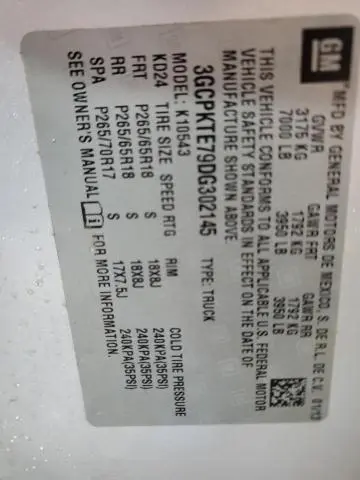 GM
MFD BY GENERAL MOTORS DE MEXICO, S. DE R.L. DE C.V. 01/13
GVWR GAWR FRT GAWR RR
3175 KG 1792 KG 1792 KG
7000 LB 3950 LB 3950 LB
THIS VEHICLE CONFORMS TO ALL APPLICABLE U.S. FEDERAL MOTOR
VEHICLE SAFETY STANDARDS IN EFFECT ON THE DATE OF
MANUFACTURE SHOWN ABOVE.
3GCPKTE79DG302145 TYPE: TRUCK
MODEL: K10543
KD24 TIRE SIZE SPEED RTG RIM COLD TIRE PRESSURE
FRT P265/65R18 S 18X8J 240KPA(35PSI)
RR P265/65R18 S 18X8J 240KPA(35PSI)
SPA P265/70R17 S 17X7.5J 240KPA(35PSI)
SEE OWNER'S MANUAL FOR MORE INFORMATION.